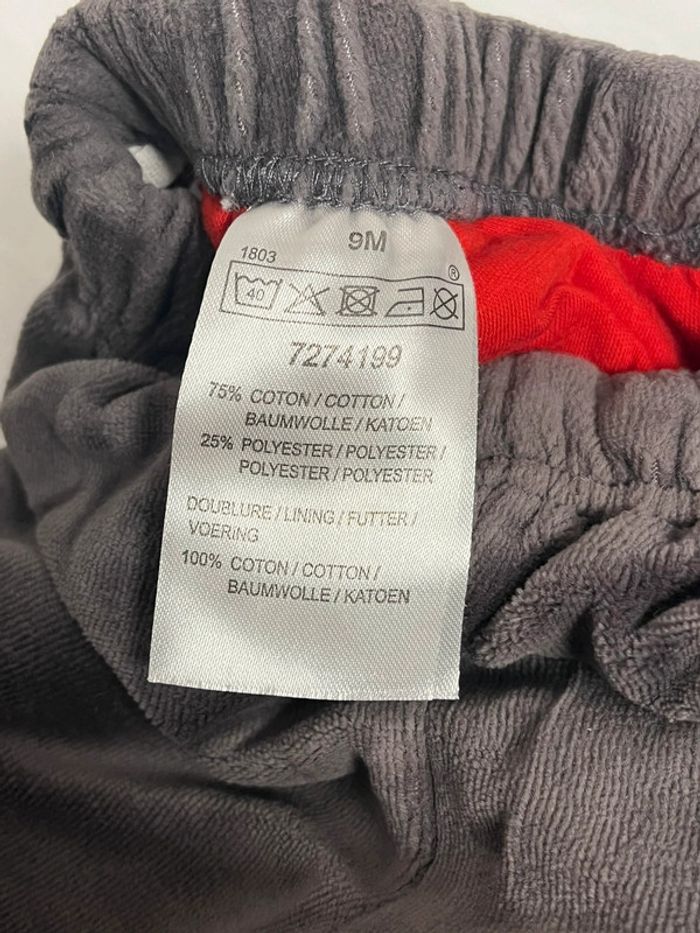 9M
1803
®
40
7274199
75% COTON / COTTON /
BAUMWOLLE / KATOEN
25% POLYESTER / POLYESTER /
POLYESTER / POLYESTER
DOUBLURE / LINING / FUTTER /
VOERING
100% COTON / COTTON /
BAUMWOLLE / KATOEN